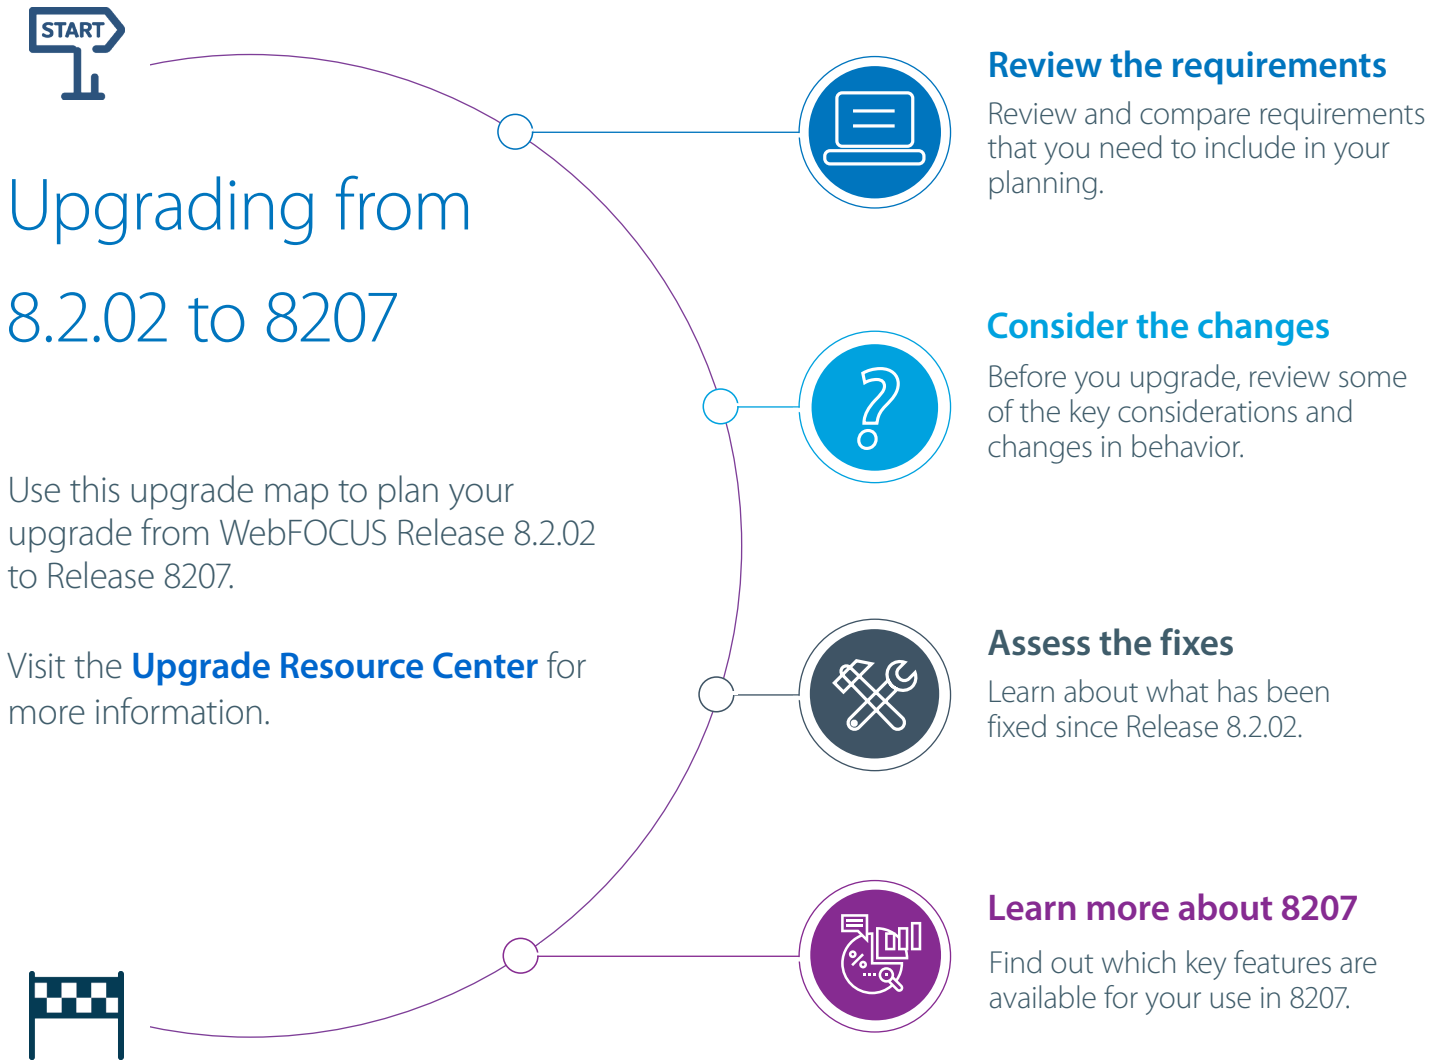 START
Upgrading from
8.2.02 to 8207
Use this upgrade map to plan your
upgrade from WebFOCUS Release 8.2.02
to Release 8207.
Visit the Upgrade Resource Center for
more information.
Review the requirements
Review and compare requirements
that you need to include in your
planning.
Consider the changes
Before you upgrade, review some
of the key considerations and
changes in behavior.
Assess the fixes
Learn about what has been
fixed since Release 8.2.02.
Learn more about 8207
Find out which key features are
available for your use in 8207.